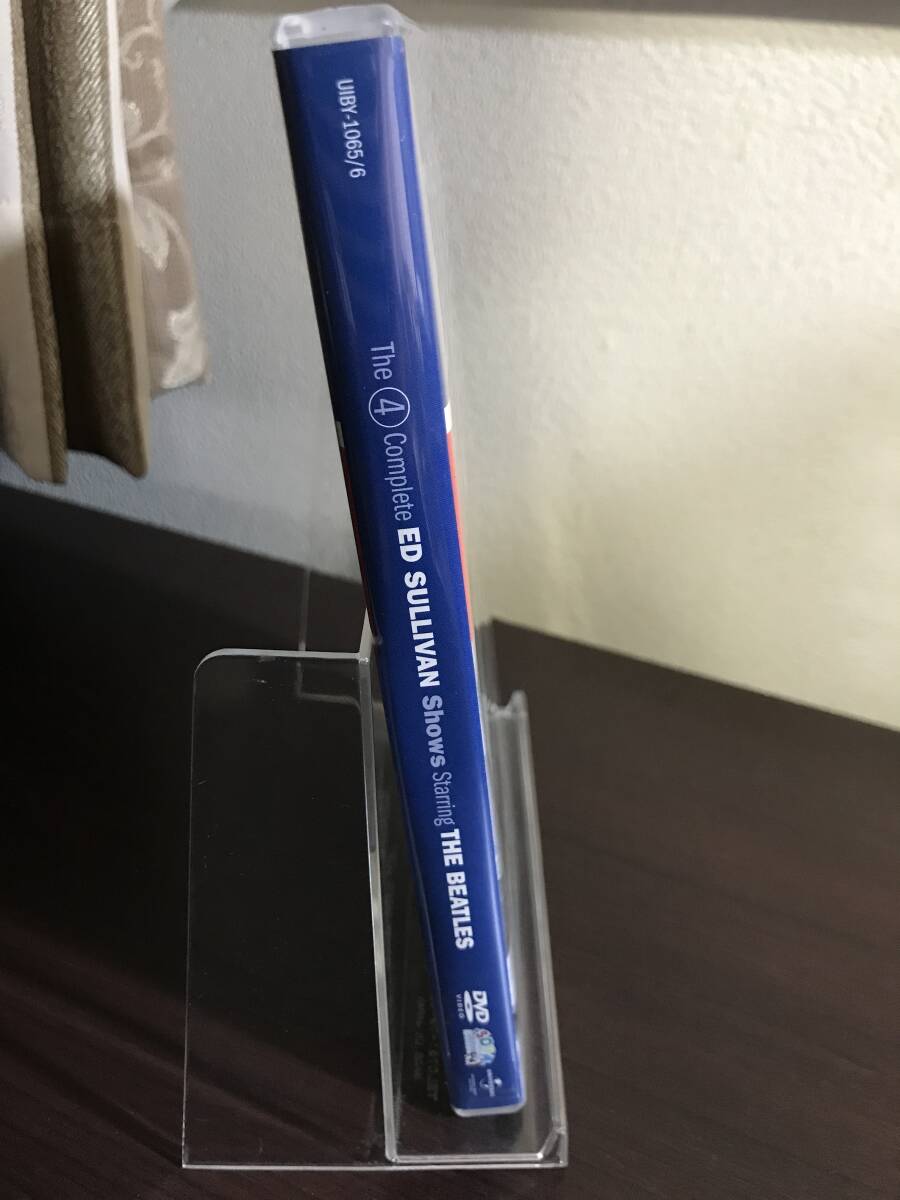 UIBY-1065/6
The 4 Complete ED SULLIVAN Shows Starring THE BEATLES
DVD
VIDEO